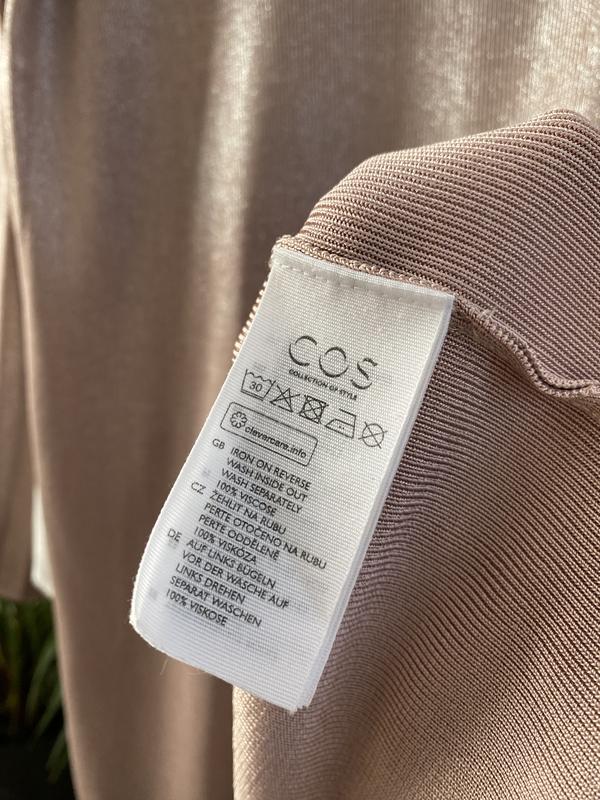 COS
COLLECTION OF STYLE
30
clevercare.info
GB IRON ON REVERSE
WASH INSIDE OUT
WASH SEPARATELY
100% VISCOSE
CZ ŽEHLIT NA RUBU
PERTE OTOČENO NA RUBU
PERTE ODDĚLENĚ
100% VISKÓZA
DE AUF LINKS BÜGELN
VOR DER WÄSCHE AUF
LINKS DREHEN
SEPARAT WASCHEN
100% VISKOSE